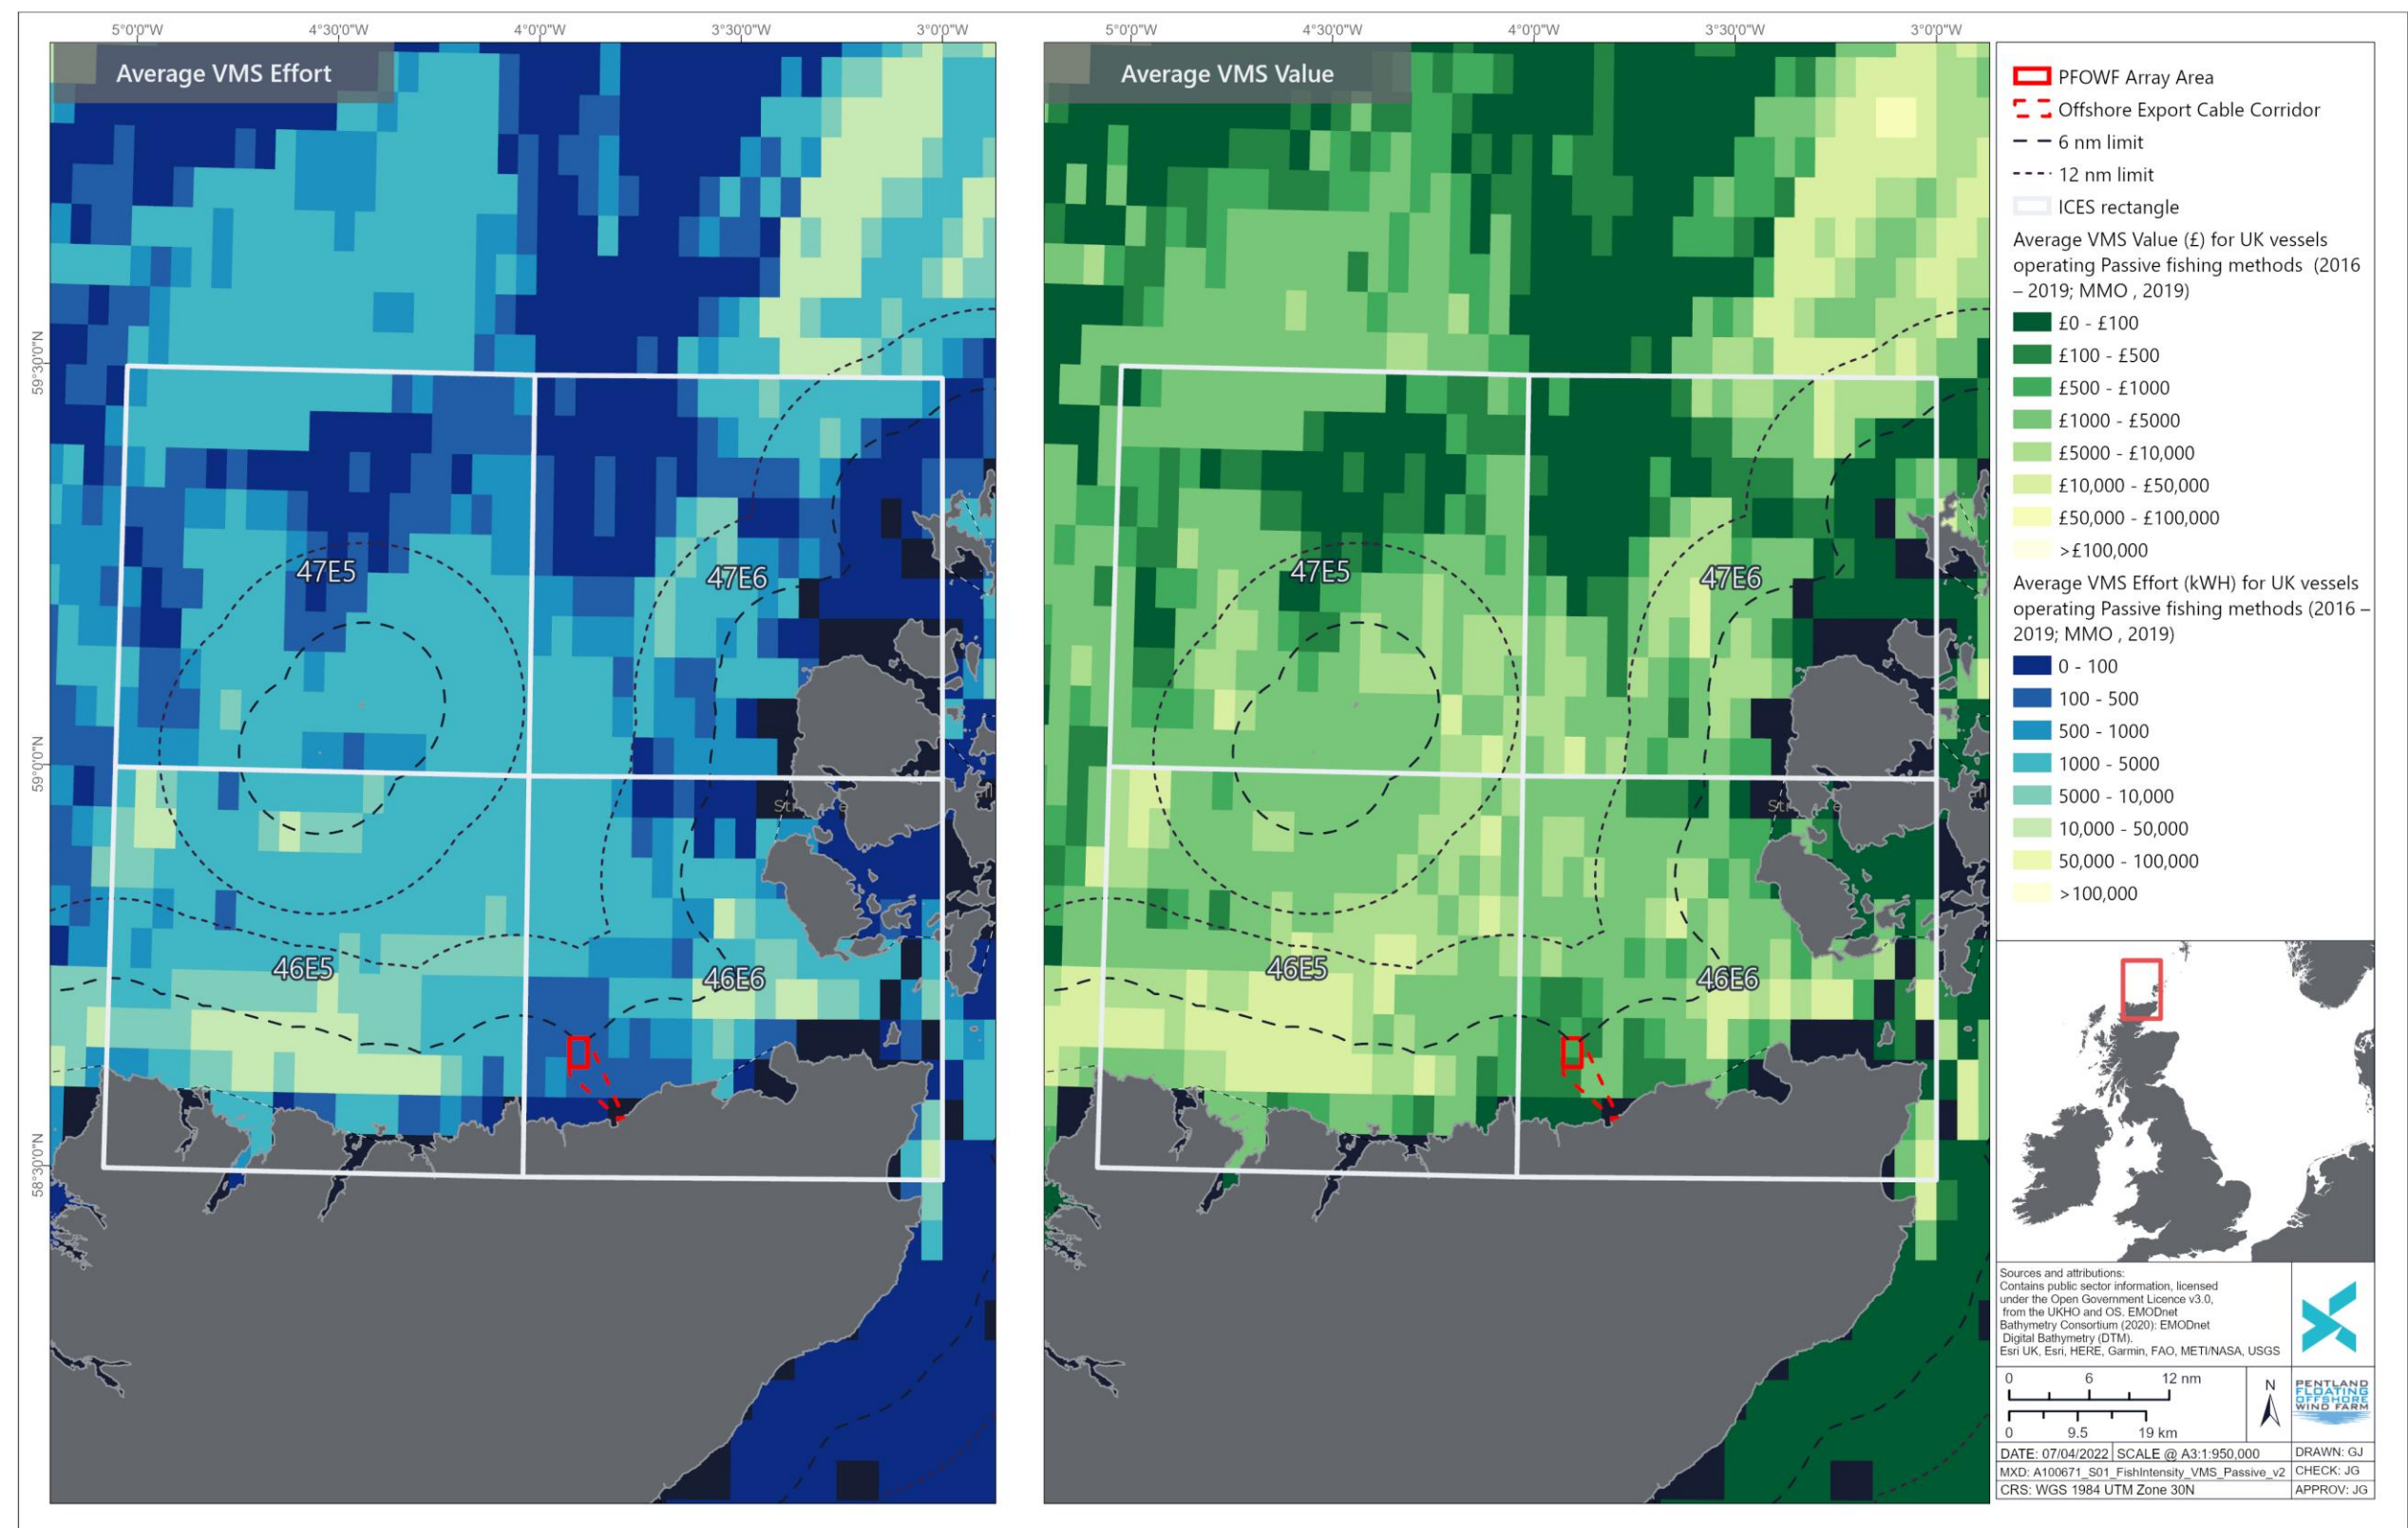 5°0'0"W 4°30'0"W 4°0'0"W 3°30'0"W 3°0'0"W
5°0'0"W 4°30'0"W 4°0'0"W 3°30'0"W 3°0'0"W
Average VMS Effort
59°30'0"N
59°0'0"N
58°30'0"N
47E5
47E6
46E5
46E6
Average VMS Value
47E5
47E6
46E5
46E6
PFOWF Array Area
Offshore Export Cable Corridor
6 nm limit
12 nm limit
ICES rectangle
Average VMS Value (£) for UK vessels
operating Passive fishing methods (2016
– 2019; MMO , 2019)
£0 - £100
£100 - £500
£500 - £1000
£1000 - £5000
£5000 - £10,000
£10,000 - £50,000
£50,000 - £100,000
>£100,000
Average VMS Effort (kWH) for UK vessels
operating Passive fishing methods (2016 –
2019; MMO , 2019)
0 - 100
100 - 500
500 - 1000
1000 - 5000
5000 - 10,000
10,000 - 50,000
50,000 - 100,000
>100,000
Sources and attributions:
Contains public sector information, licensed
under the Open Government Licence v3.0,
from the UKHO and OS. EMODnet
Bathymetry Consortium (2020): EMODnet
Digital Bathymetry (DTM).
Esri UK, Esri, HERE, Garmin, FAO, METI/NASA, USGS
0 6 12 nm
0 9.5 19 km
N
PENTLAND
FLOATING
OFFSHORE
WIND FARM
DATE: 07/04/2022 SCALE @ A3:1:950,000 DRAWN: GJ
MXD: A100671_S01_FishIntensity_VMS_Passive_v2 CHECK: JG
CRS: WGS 1984 UTM Zone 30N APPROV: JG